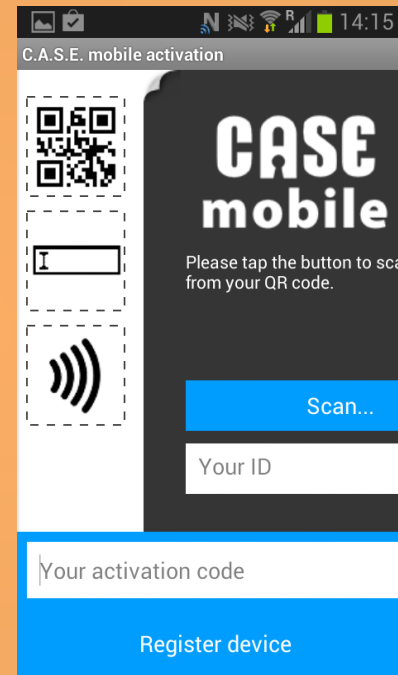 R 14:15
C.A.S.E. mobile activation
CASE
mobile
Please tap the button to sca
from your QR code.
Scan...
Your ID
Your activation code
Register device